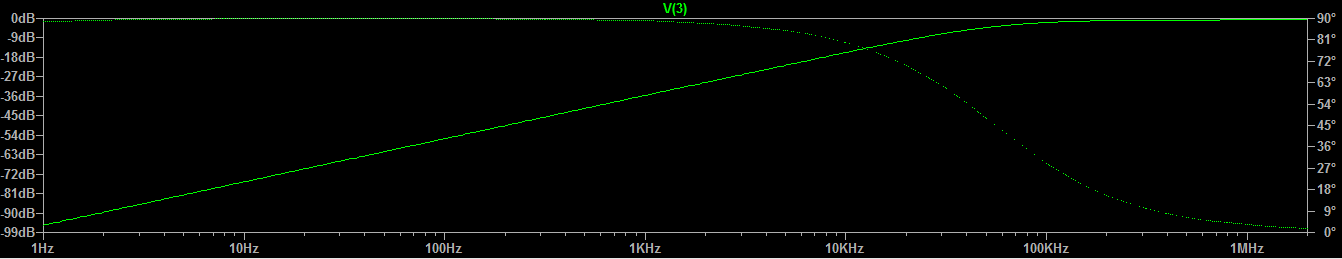 V(3)
0dB 90°
-9dB 81°
-18dB 72°
-27dB 63°
-36dB 54°
-45dB 45°
-54dB 36°
-63dB 27°
-72dB 18°
-81dB 9°
-90dB 0°
-99dB
1Hz 10Hz 100Hz 1KHz 10KHz 100KHz 1MHz